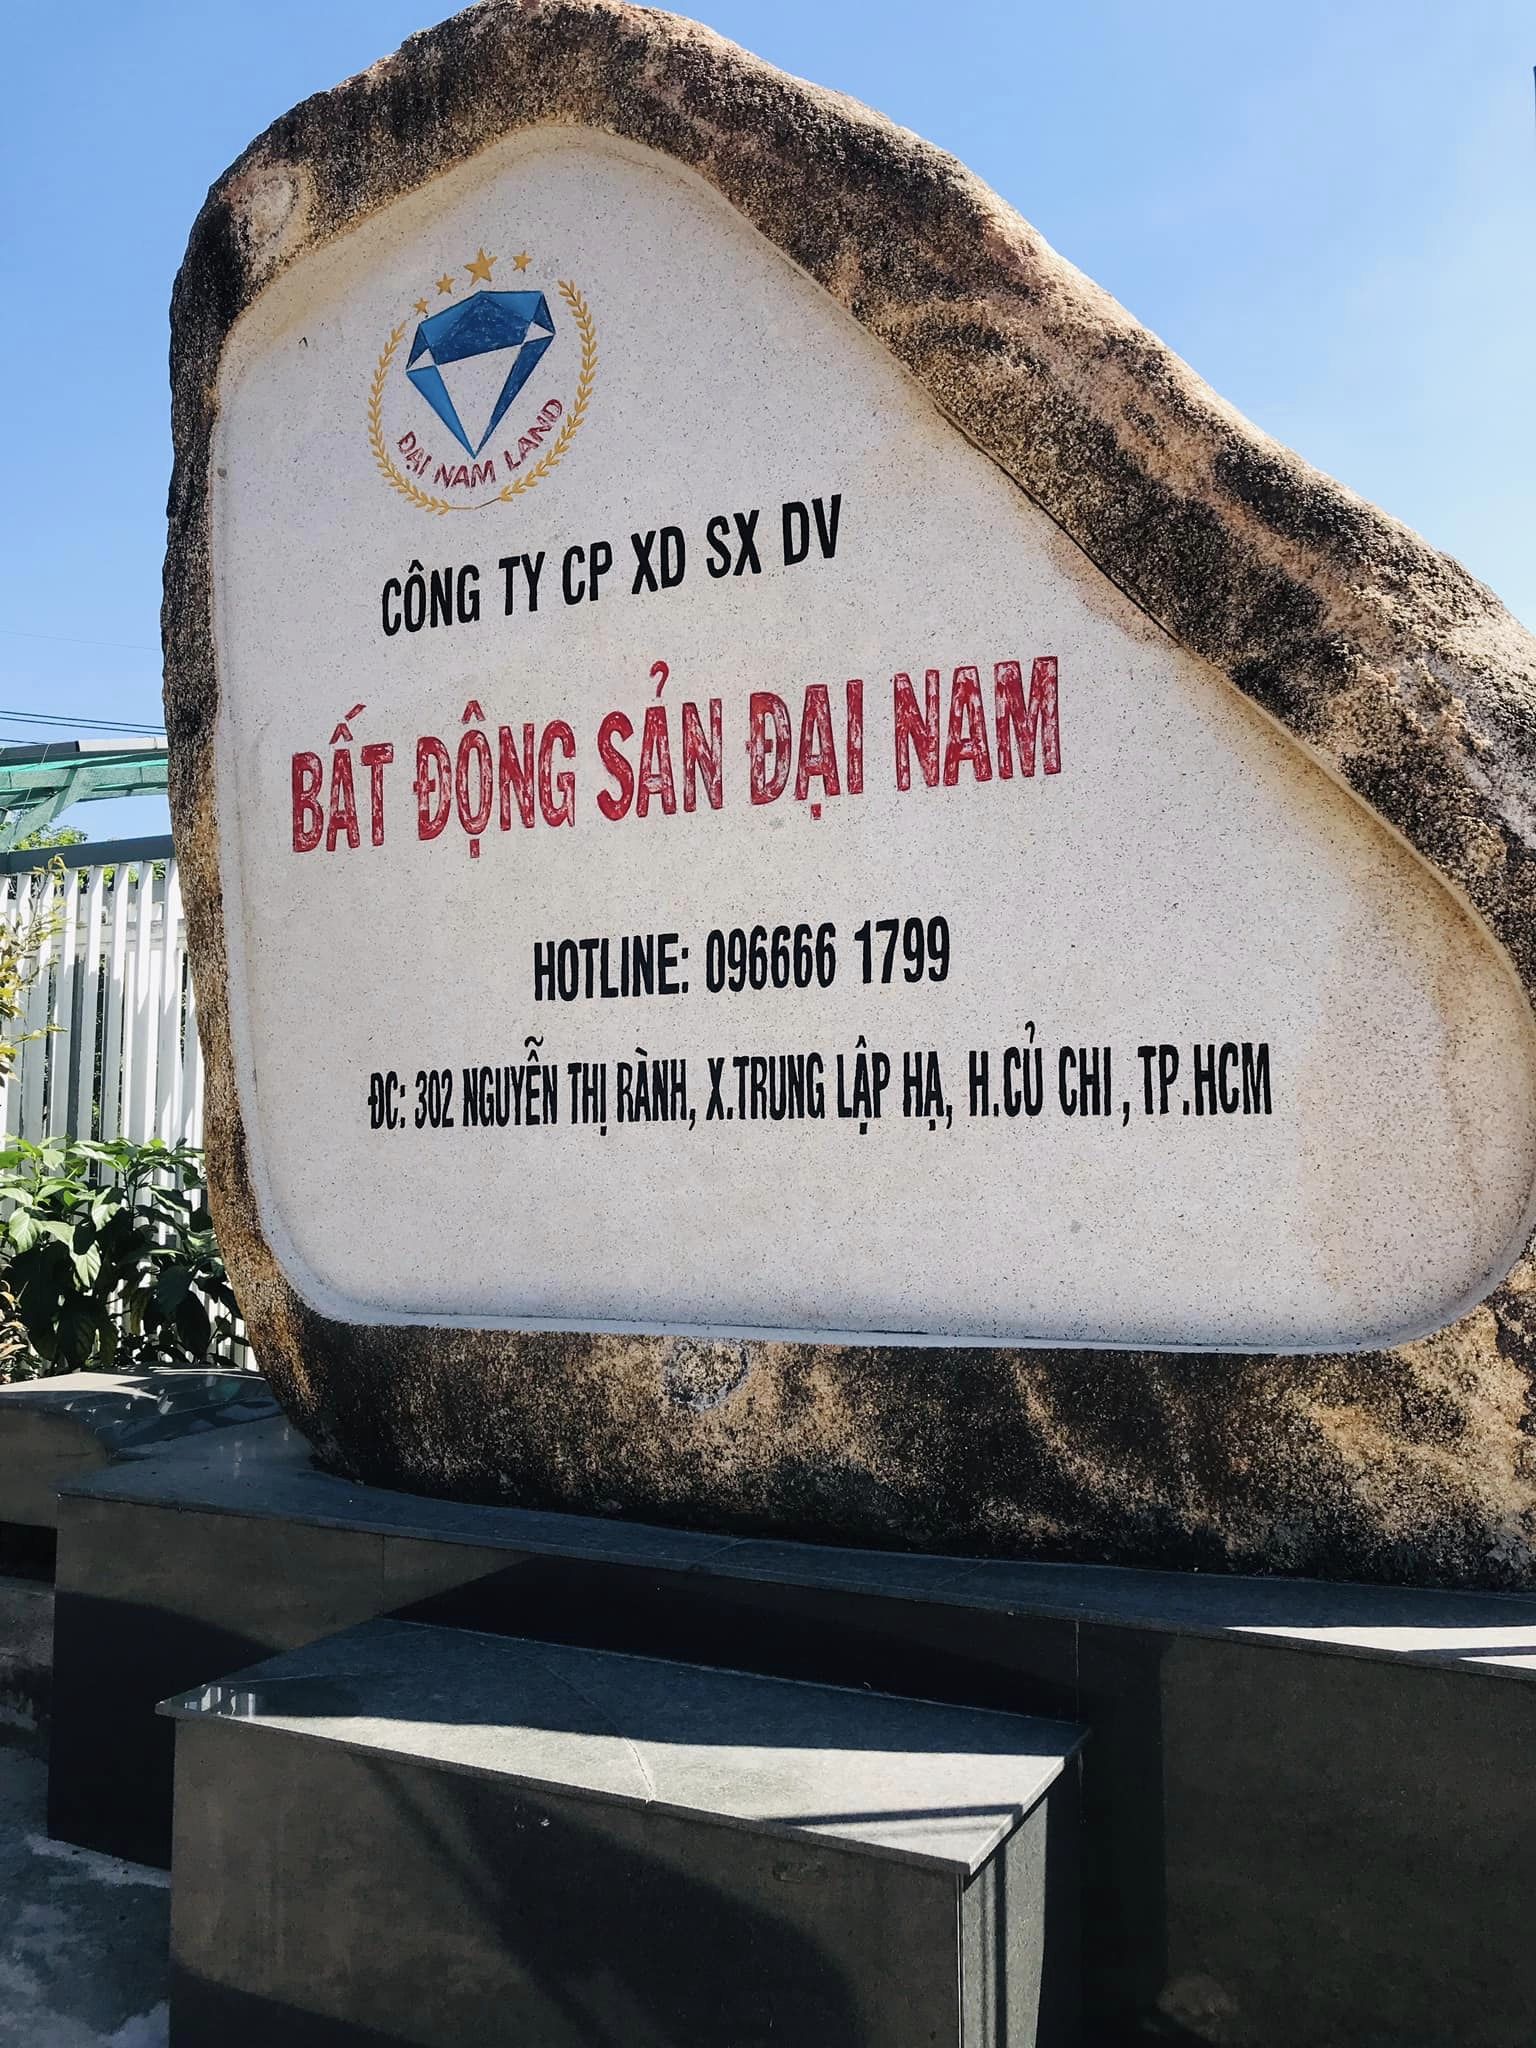 ĐẠI NAM LAND
CÔNG TY CP XD SX DV
BẤT ĐỘNG SẢN ĐẠI NAM
HOTLINE: 096666 1799
ĐC: 302 NGUYỄN THỊ RÀNH, X.TRUNG LẬP HẠ, H.CỦ CHI, TP.HCM